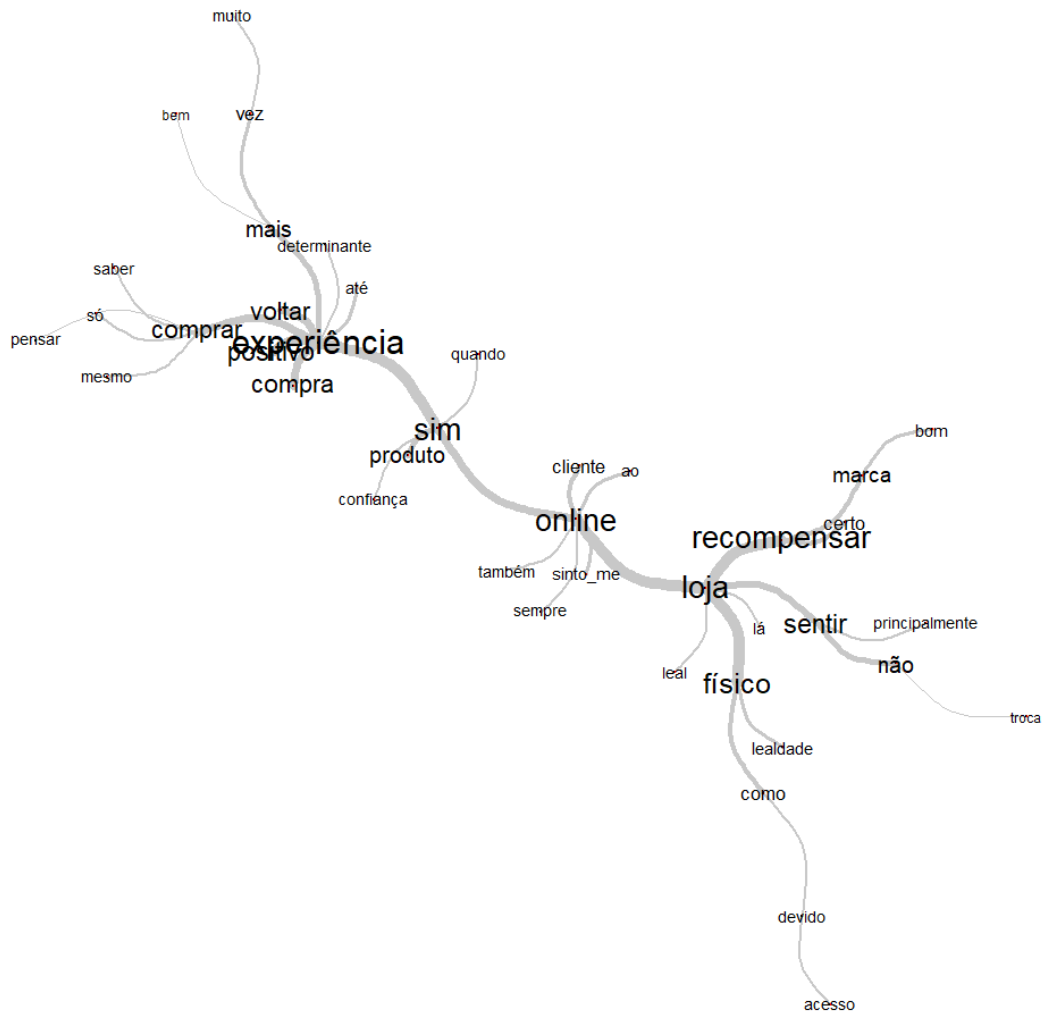 muito
bem
vez
mais
determinante
saber
até
voltar
só
comprar
experiência
pensar
positivo
quando
mesmo
compra
sim
bom
produto
cliente
ao
marca
confiança
online
certo
recompensar
também
sinto_me
loja
sempre
sentir
principalmente
lá
não
leal
físico
troca
lealdade
como
devido
acesso